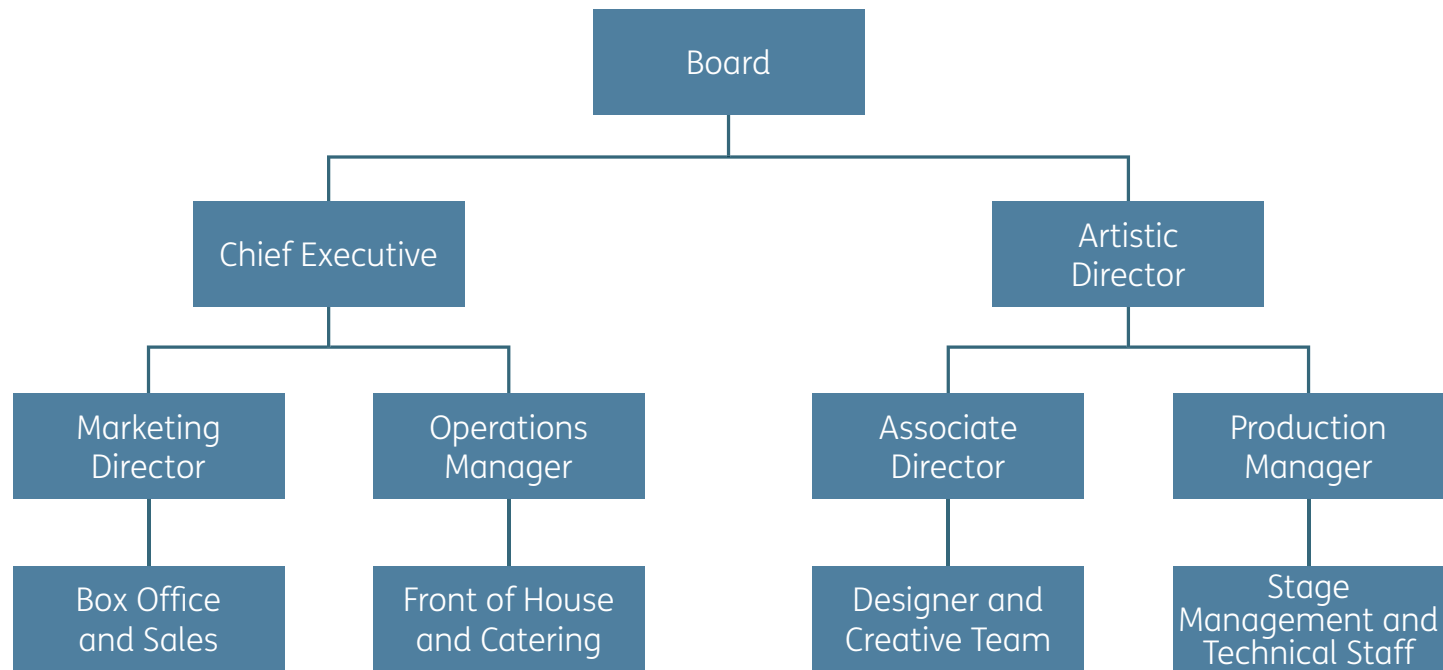 Board
Chief Executive
Artistic
Director
Marketing
Director
Operations
Manager
Associate
Director
Production
Manager
Box Office
and Sales
Front of House
and Catering
Designer and
Creative Team
Stage
Management and
Technical Staff